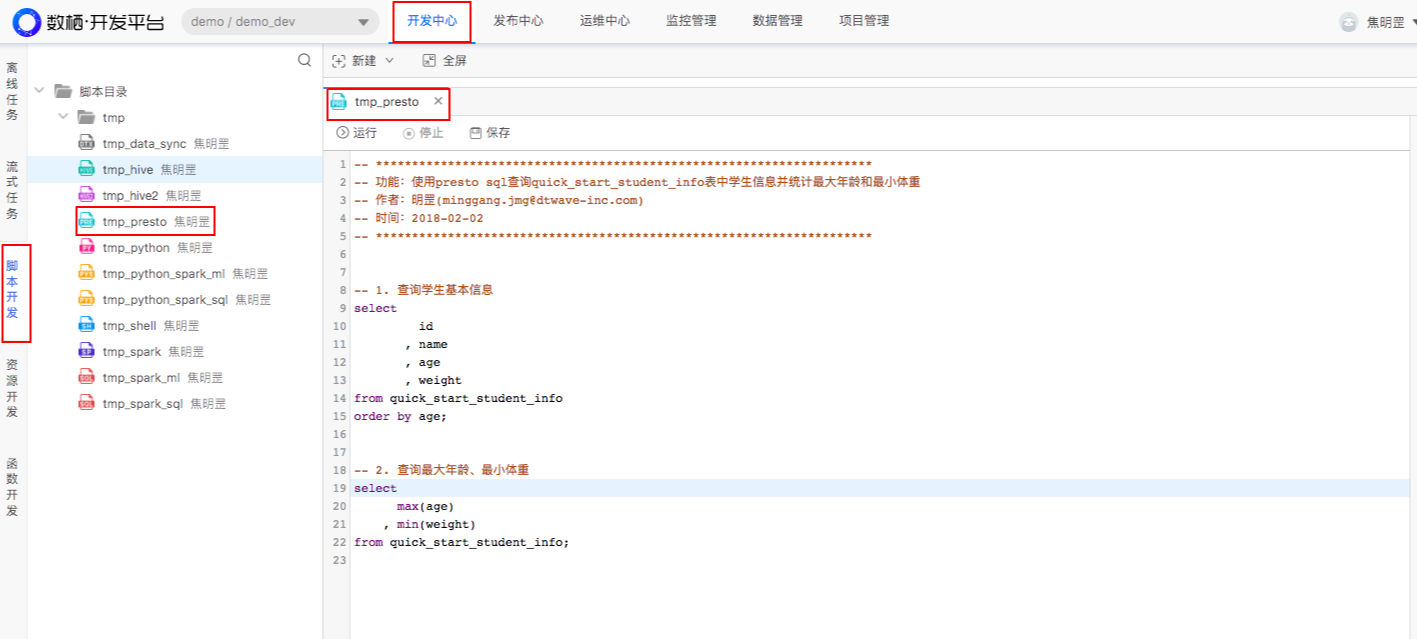 数栖·开发平台 demo / demo_dev 开发中心 发布中心 运维中心 监控管理 数据管理 项目管理 焦明罡
新建 全屏
离线任务
流式任务
脚本开发
资源开发
函数开发
脚本目录
tmp
tmp_data_sync 焦明罡
tmp_hive 焦明罡
tmp_hive2 焦明罡
tmp_presto 焦明罡
tmp_python 焦明罡
tmp_python_spark_ml 焦明罡
tmp_python_spark_sql 焦明罡
tmp_shell 焦明罡
tmp_spark 焦明罡
tmp_spark_ml 焦明罡
tmp_spark_sql 焦明罡
tmp_presto
运行 停止 保存
1 -- *********************************************************************
2 -- 功能：使用presto sql查询quick_start_student_info表中学生信息并统计最大年龄和最小体重
3 -- 作者：明罡(minggang.jmg@dtwave-inc.com)
4 -- 时间：2018-02-02
5 -- *********************************************************************
6
7
8 -- 1. 查询学生基本信息
9 select
10 id
11 , name
12 , age
13 , weight
14 from quick_start_student_info
15 order by age;
16
17
18 -- 2. 查询最大年龄、最小体重
19 select
20 max(age)
21 , min(weight)
22 from quick_start_student_info;
23